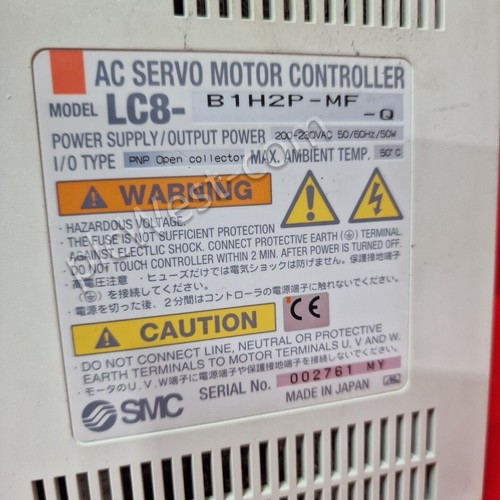 AC SERVO MOTOR CONTROLLER
MODEL LC8- B1H2P-MF
-Q
POWER SUPPLY/OUTPUT POWER 200-230VAC 50/60Hz/50W
I/O TYPE PNP Open collector MAX. AMBIENT TEMP. 50°C
WARNING
- HAZARDOUS VOLTAGE.
- THE FUSE IS NOT SUFFICIENT PROTECTION
AGAINST ELECTLIC SHOCK. CONNECT PROTECTIVE EARTH ( ) TERMINAL.
- DO NOT TOUCH CONTROLLER WITHIN 2 MIN. AFTER POWER IS TURNED OFF.
・高電圧注意 ・ヒューズだけでは電気ショックは防げません。保護接地端子
( ) を接続してください。
・電源を切った後、2分間はコントローラの電源端子に触れないでください。
CAUTION
CE
- DO NOT CONNECT LINE, NEUTRAL OR PROTECTIVE
EARTH TERMINALS TO MOTOR TERMINALS U, V AND W.
・モータのU.V.W端子に電源端子や保護接地端子を接続しないでください。
SMC
SERIAL No. 002761 MY
MADE IN JAPAN